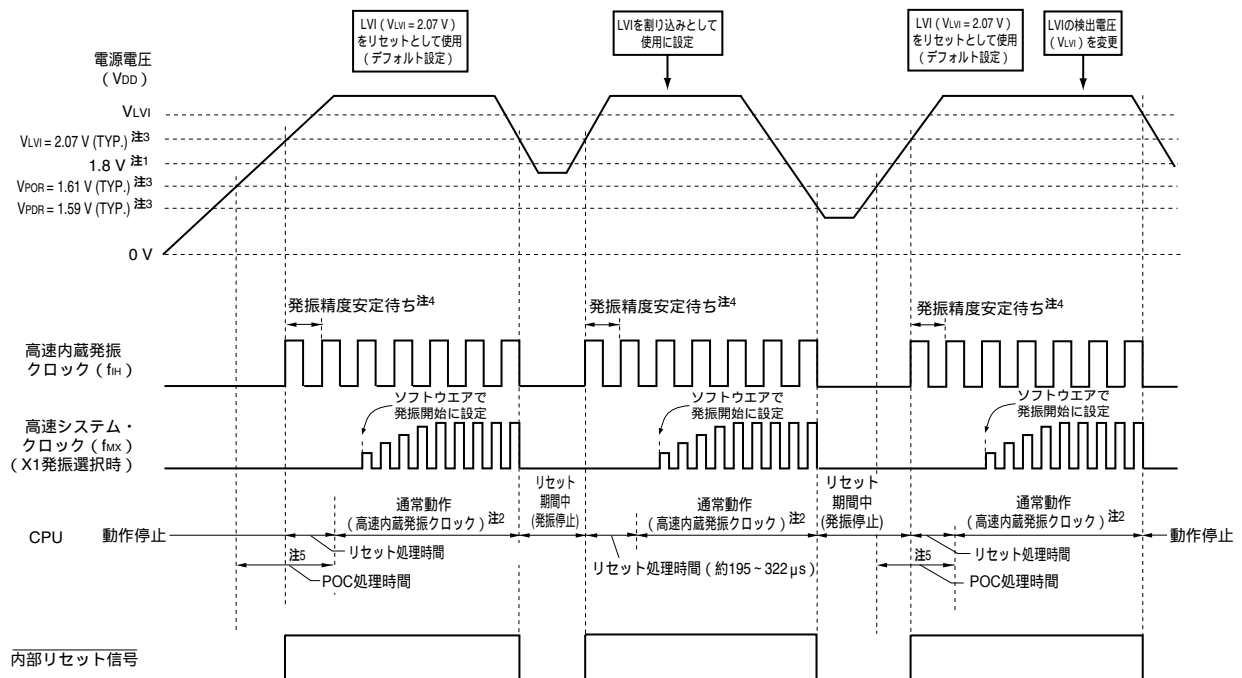 LVI（VLVI = 2.07 V）
をリセットとして使用
（デフォルト設定）
LVIを割り込みとして
使用に設定
LVI（VLVI = 2.07 V）
をリセットとして使用
（デフォルト設定）
LVIの検出電圧
（VLVI）を変更
電源電圧
（VDD）
VLVI
VLVI = 2.07 V (TYP.) 注3
1.8 V 注1
VPOR = 1.61 V (TYP.) 注3
VPDR = 1.59 V (TYP.) 注3
0 V
発振精度安定待ち注4
発振精度安定待ち注4
発振精度安定待ち注4
高速内蔵発振
クロック（fIH）
ソフトウエアで
発振開始に設定
ソフトウエアで
発振開始に設定
ソフトウエアで
発振開始に設定
高速システム・
クロック（fMX）
（X1発振選択時）
CPU
動作停止
通常動作
（高速内蔵発振クロック）注2
リセット
期間中
(発振停止)
通常動作
（高速内蔵発振クロック）注2
リセット
期間中
(発振停止)
通常動作
（高速内蔵発振クロック）注2
動作停止
リセット処理時間
注5
POC処理時間
リセット処理時間（約195～322 μs）
リセット処理時間
注5
POC処理時間
内部リセット信号